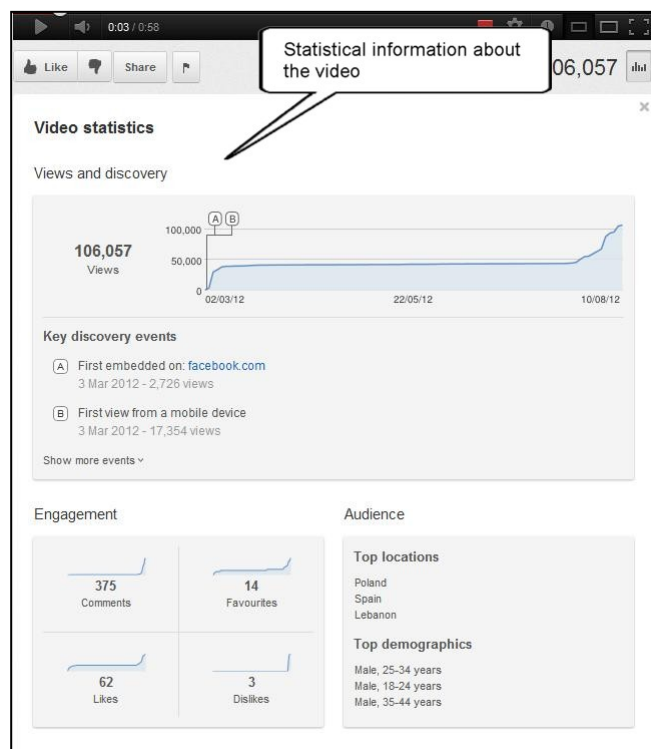 0:03 / 0:58
Statistical information about
the video
Like
Share
06,057
Video statistics
Views and discovery
106,057
Views
100,000
50,000
0
A
B
02/03/12
22/05/12
10/08/12
Key discovery events
A First embedded on: facebook.com
3 Mar 2012 - 2,726 views
B First view from a mobile device
3 Mar 2012 - 17,354 views
Show more events
Engagement
375
Comments
14
Favourites
62
Likes
3
Dislikes
Audience
Top locations
Poland
Spain
Lebanon
Top demographics
Male, 25-34 years
Male, 18-24 years
Male, 35-44 years